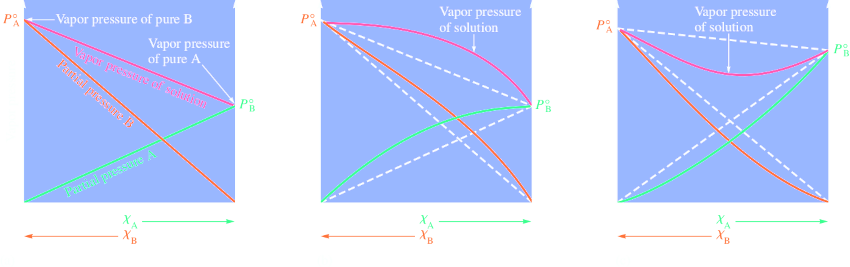 P°A
Vapor pressure of pure B
Vapor pressure
of pure A
Vapor pressure of solution
Partial pressure B
P°B
Partial pressure A
χA
χB
P°A
Vapor pressure
of solution
P°B
χA
χB
P°A
Vapor pressure
of solution
P°B
χA
χB